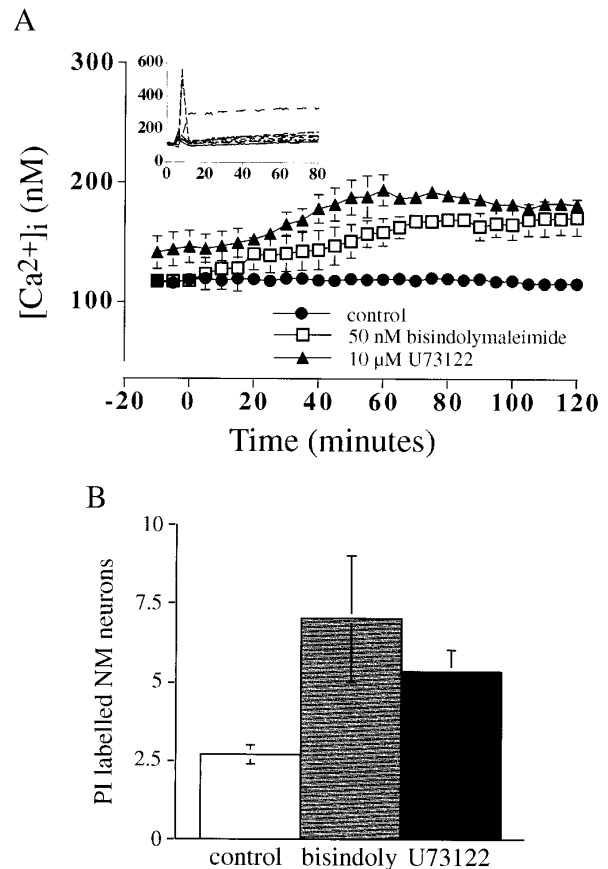 A
[Ca2+]i (nM)
300
200
100
600
400
200
0
0 20 40 60 80
control
50 nM bisindolymaleimide
10 µM U73122
-20 0 20 40 60 80 100 120
Time (minutes)
B
PI labelled NM neurons
10
7.5
5
2.5
0
control bisindoly U73122